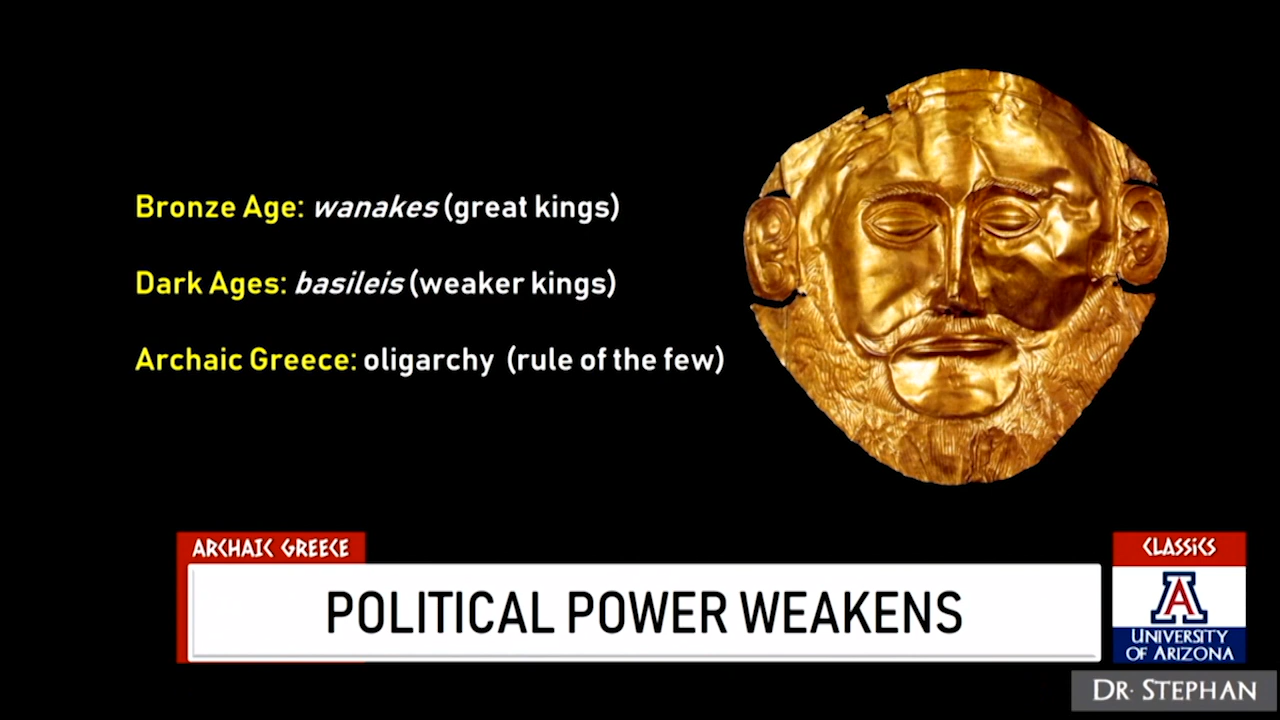 Bronze Age: wanakes (great kings)
Dark Ages: basileis (weaker kings)
Archaic Greece: oligarchy (rule of the few)
ARCHAIC GREECE
POLITICAL POWER WEAKENS
CLASSICS
A
UNIVERSITY
OF ARIZONA
DR. STEPHAN